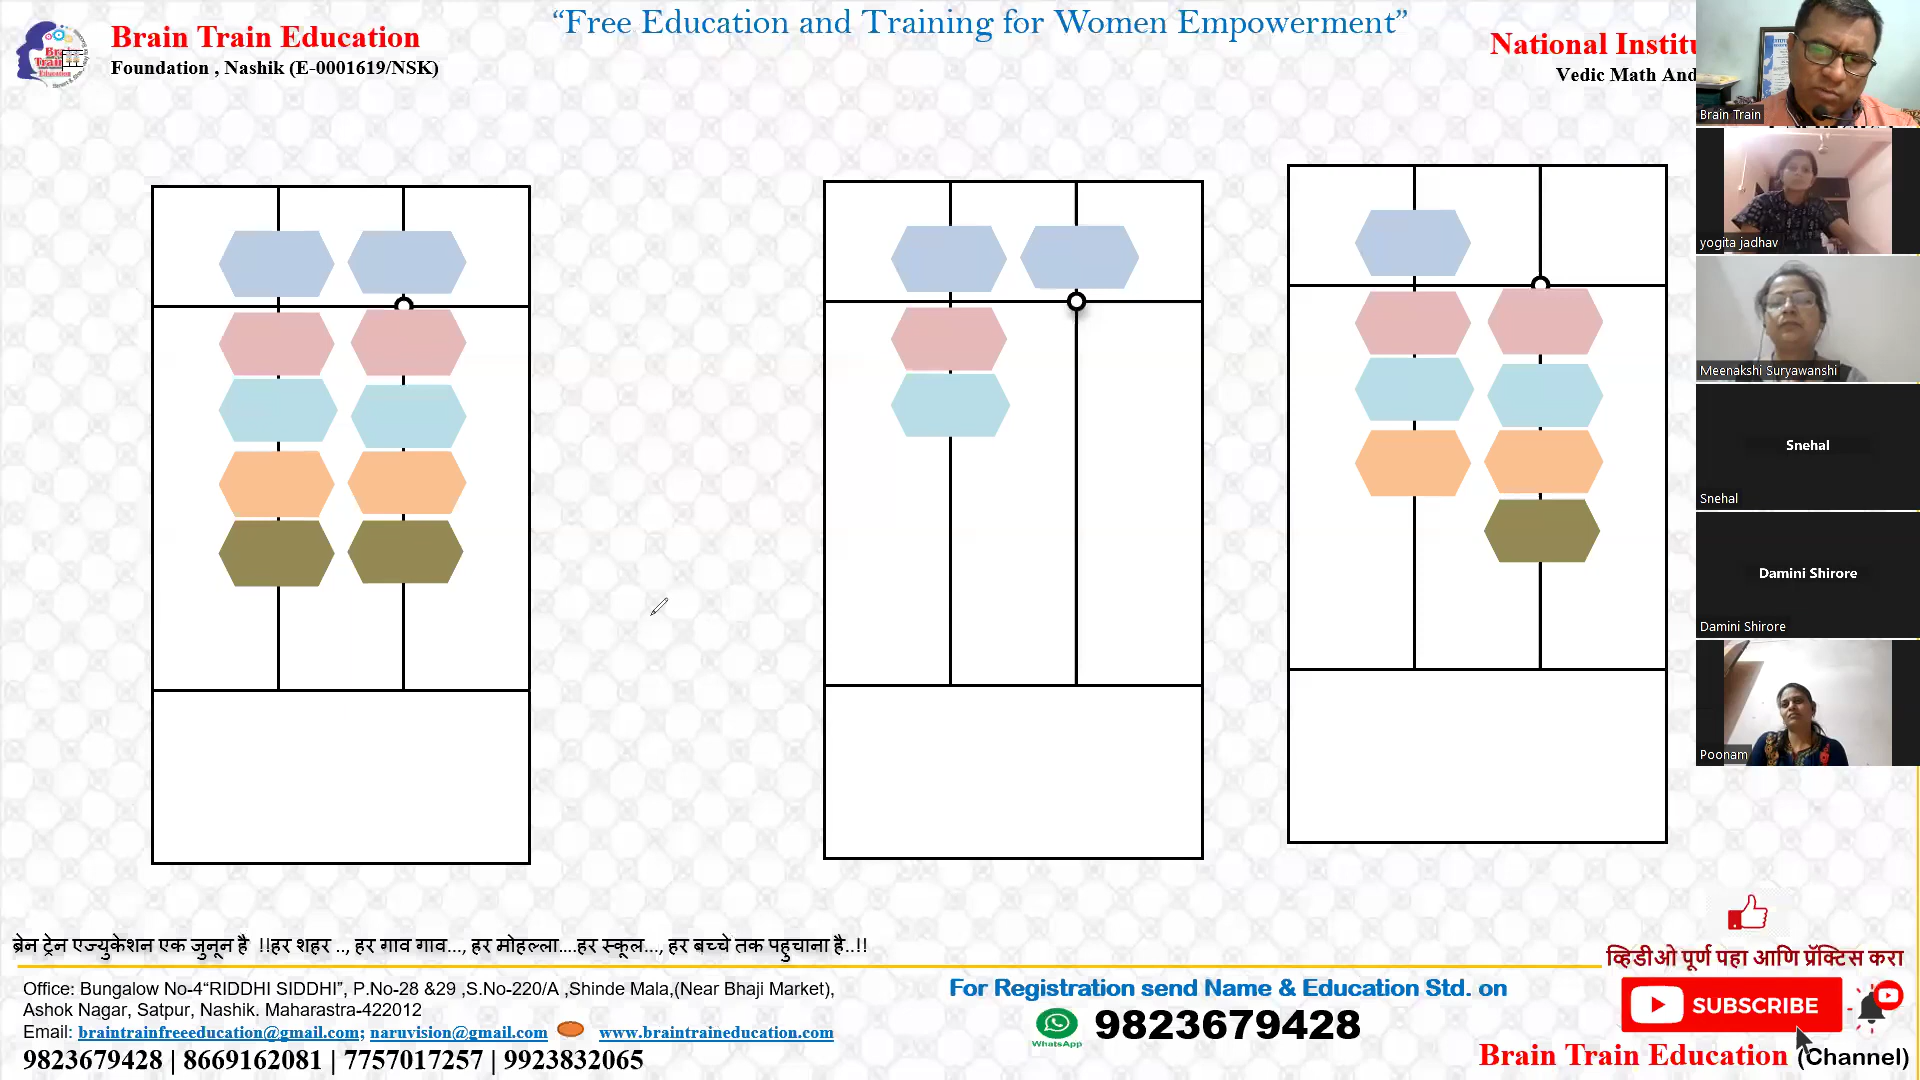 “Free Education and Training for Women Empowerment”
Brain Train Education
Foundation , Nashik (E-0001619/NSK)
National Institu
Vedic Math And
Brain Train
yogita jadhav
Meenakshi Suryawanshi
Snehal
Snehal
Damini Shirore
Damini Shirore
Poonam
ब्रेन ट्रेन एज्युकेशन एक जुनून है !!हर शहर .., हर गाव गाव..., हर मोहल्ला....हर स्कूल..., हर बच्चे तक पहुचाना है..!!
Office: Bungalow No-4“RIDDHI SIDDHI”, P.No-28 &29 ,S.No-220/A ,Shinde Mala,(Near Bhaji Market),
Ashok Nagar, Satpur, Nashik. Maharastra-422012
Email: braintrainfreeeducation@gmail.com; naruvision@gmail.com www.braintraineducation.com
9823679428 | 8669162081 | 7757017257 | 9923832065
For Registration send Name & Education Std. on
WhatsApp
9823679428
व्हिडीओ पूर्ण पहा आणि प्रॅक्टिस करा
SUBSCRIBE
Brain Train Education (Channel)